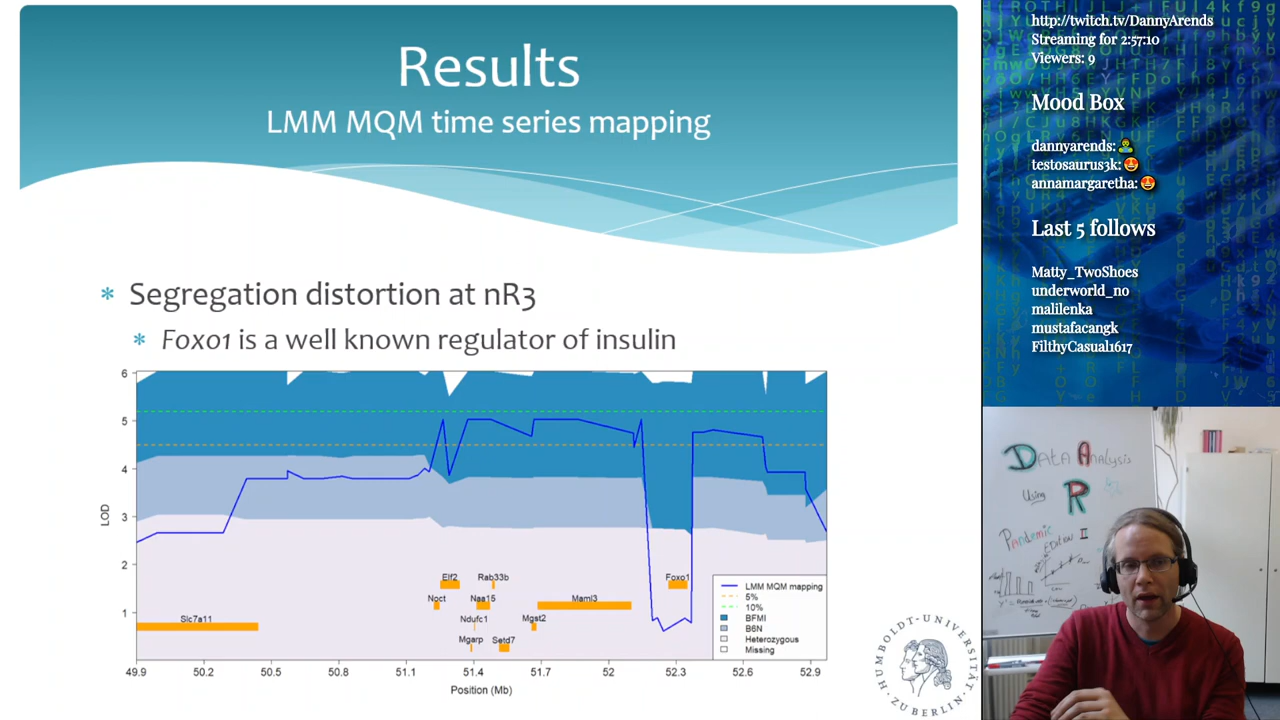 Results
LMM MQM time series mapping
* Segregation distortion at nR3
* Foxo1 is a well known regulator of insulin
6
5
4
3
2
1
LOD
Elf2
Rab33b
Foxo1
Noct
Naa15
Maml3
Slc7a11
Ndufc1
Mgst2
Mgarp
Setd7
LMM MQM mapping
5%
10%
BFMI
B6N
Heterozygous
Missing
49.9 50.2 50.5 50.8 51.1 51.4 51.7 52 52.3 52.6 52.9
Position (Mb)
HUMBOLDT-UNIVERSITÄT
ZU BERLIN
http://twitch.tv/DannyArends
Streaming for 2:57:10
Viewers: 9
Mood Box
dannyarends:
testosaurus3k:
annamargaretha:
Last 5 follows
Matty_TwoShoes
underworld_no
malilenka
mustafacangk
FilthyCasual1617
Data Analysis
Using
R
Pandemic
Edition II